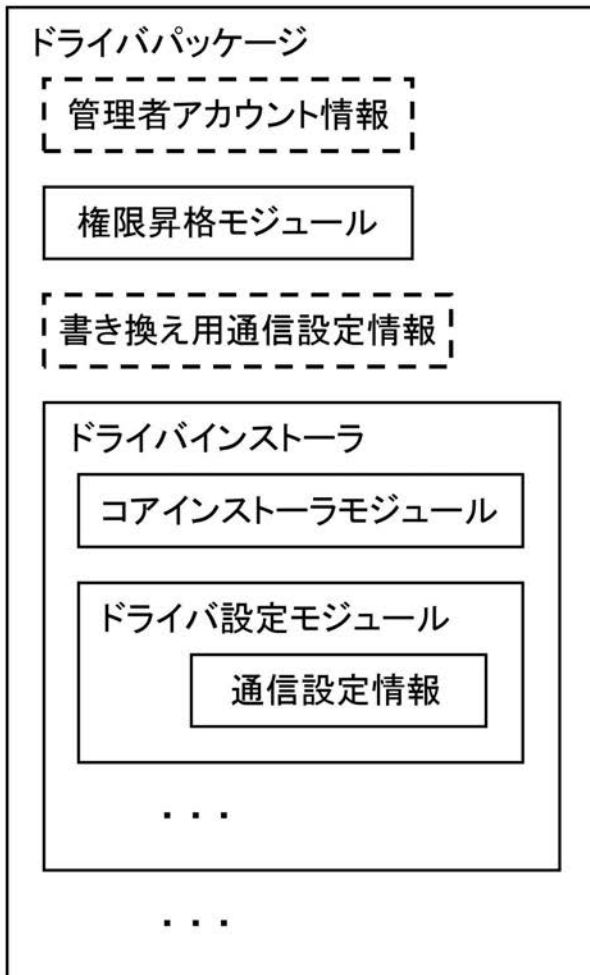 ドライバパッケージ
管理者アカウント情報
権限昇格モジュール
書き換え用通信設定情報
ドライバインストーラ
コアインストーラモジュール
ドライバ設定モジュール
通信設定情報
・・・
・・・